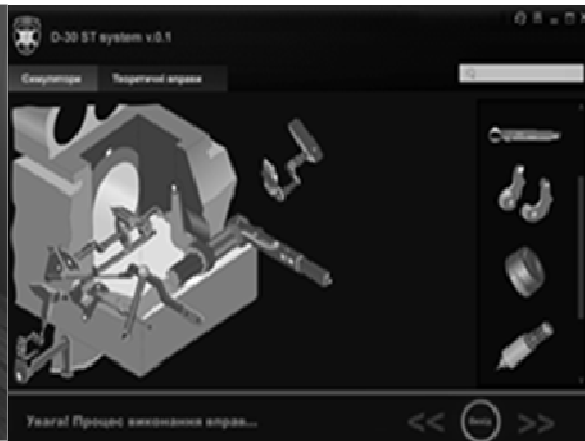 D-30 ST system v.0.1
Симулятори Теоретичні вправи
Увага! Процес виконання вправ...
<< >>